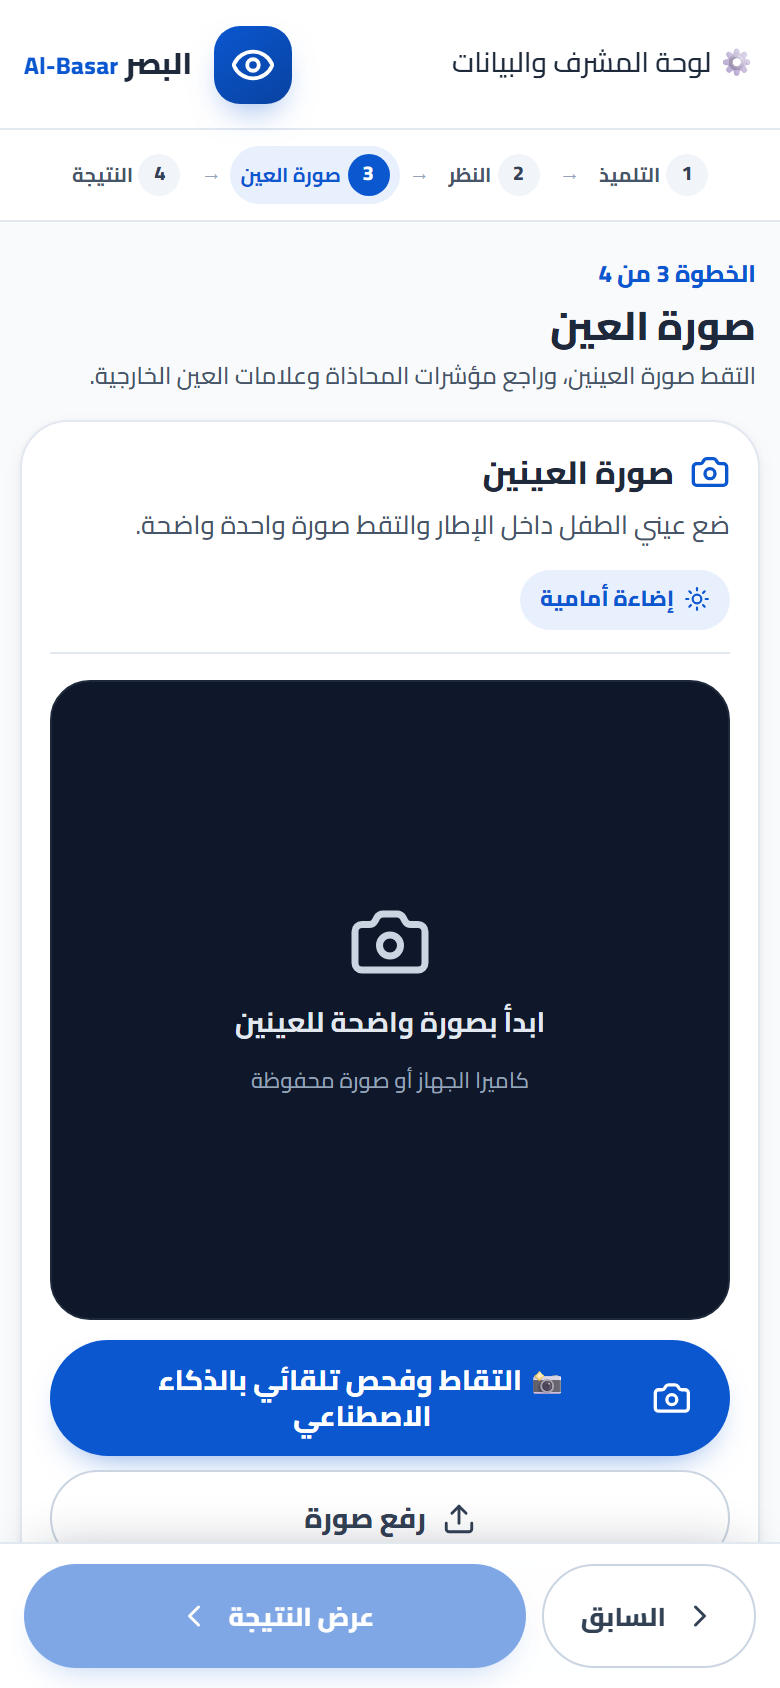 لوحة المشرف والبيانات
البصر Al-Basar
1 التلميذ → 2 النظر → 3 صورة العين → 4 النتيجة
الخطوة 3 من 4
صورة العين
التقط صورة العينين، وراجع مؤشرات المحاذاة وعلامات العين الخارجية.
صورة العينين
ضع عيني الطفل داخل الإطار والتقط صورة واحدة واضحة.
إضاءة أمامية
ابدأ بصورة واضحة للعينين
كاميرا الجهاز أو صورة محفوظة
📸 التقاط وفحص تلقائي بالذكاء
الاصطناعي
رفع صورة
السابق
عرض النتيجة